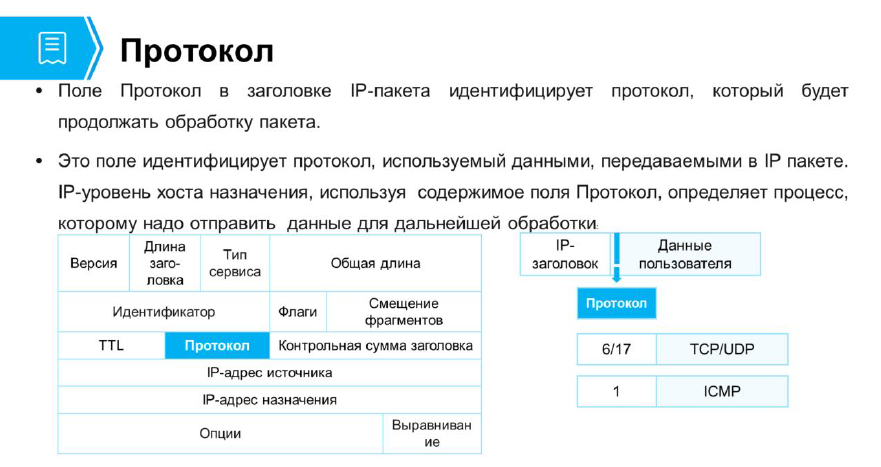 Протокол
• Поле Протокол в заголовке IP-пакета идентифицирует протокол, который будет
продолжать обработку пакета.
• Это поле идентифицирует протокол, используемый данными, передаваемыми в IP пакете.
IP-уровень хоста назначения, используя содержимое поля Протокол, определяет процесс,
которому надо отправить данные для дальнейшей обработки.
Версия
Длина
заго-
ловка
Тип
сервиса
Общая длина
Идентификатор
Флаги
Смещение
фрагментов
TTL
Протокол
Контрольная сумма заголовка
IP-адрес источника
IP-адрес назначения
Опции
Выравниван
ие
IP-
заголовок
Данные
пользователя
Протокол
6/17
TCP/UDP
1
ICMP